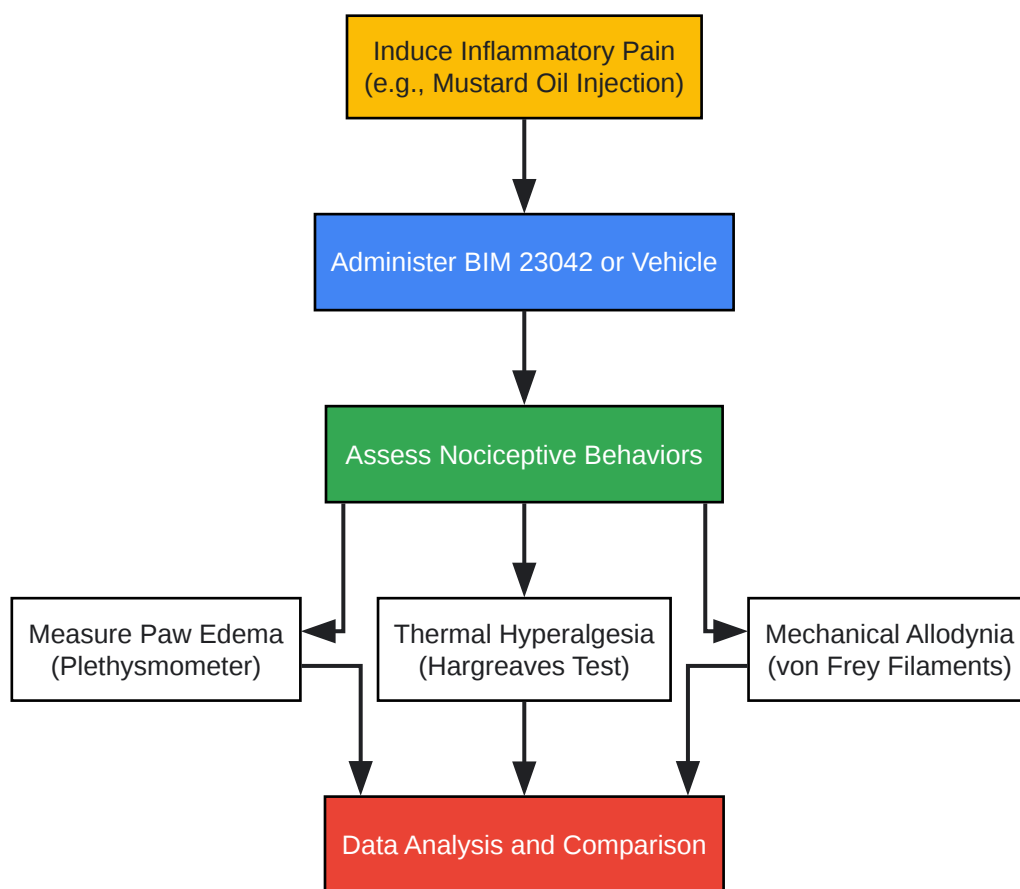 Induce Inflammatory Pain
(e.g., Mustard Oil Injection)
Administer BIM 23042 or Vehicle
Assess Nociceptive Behaviors
Measure Paw Edema
(Plethysmometer)
Thermal Hyperalgesia
(Hargreaves Test)
Mechanical Allodynia
(von Frey Filaments)
Data Analysis and Comparison